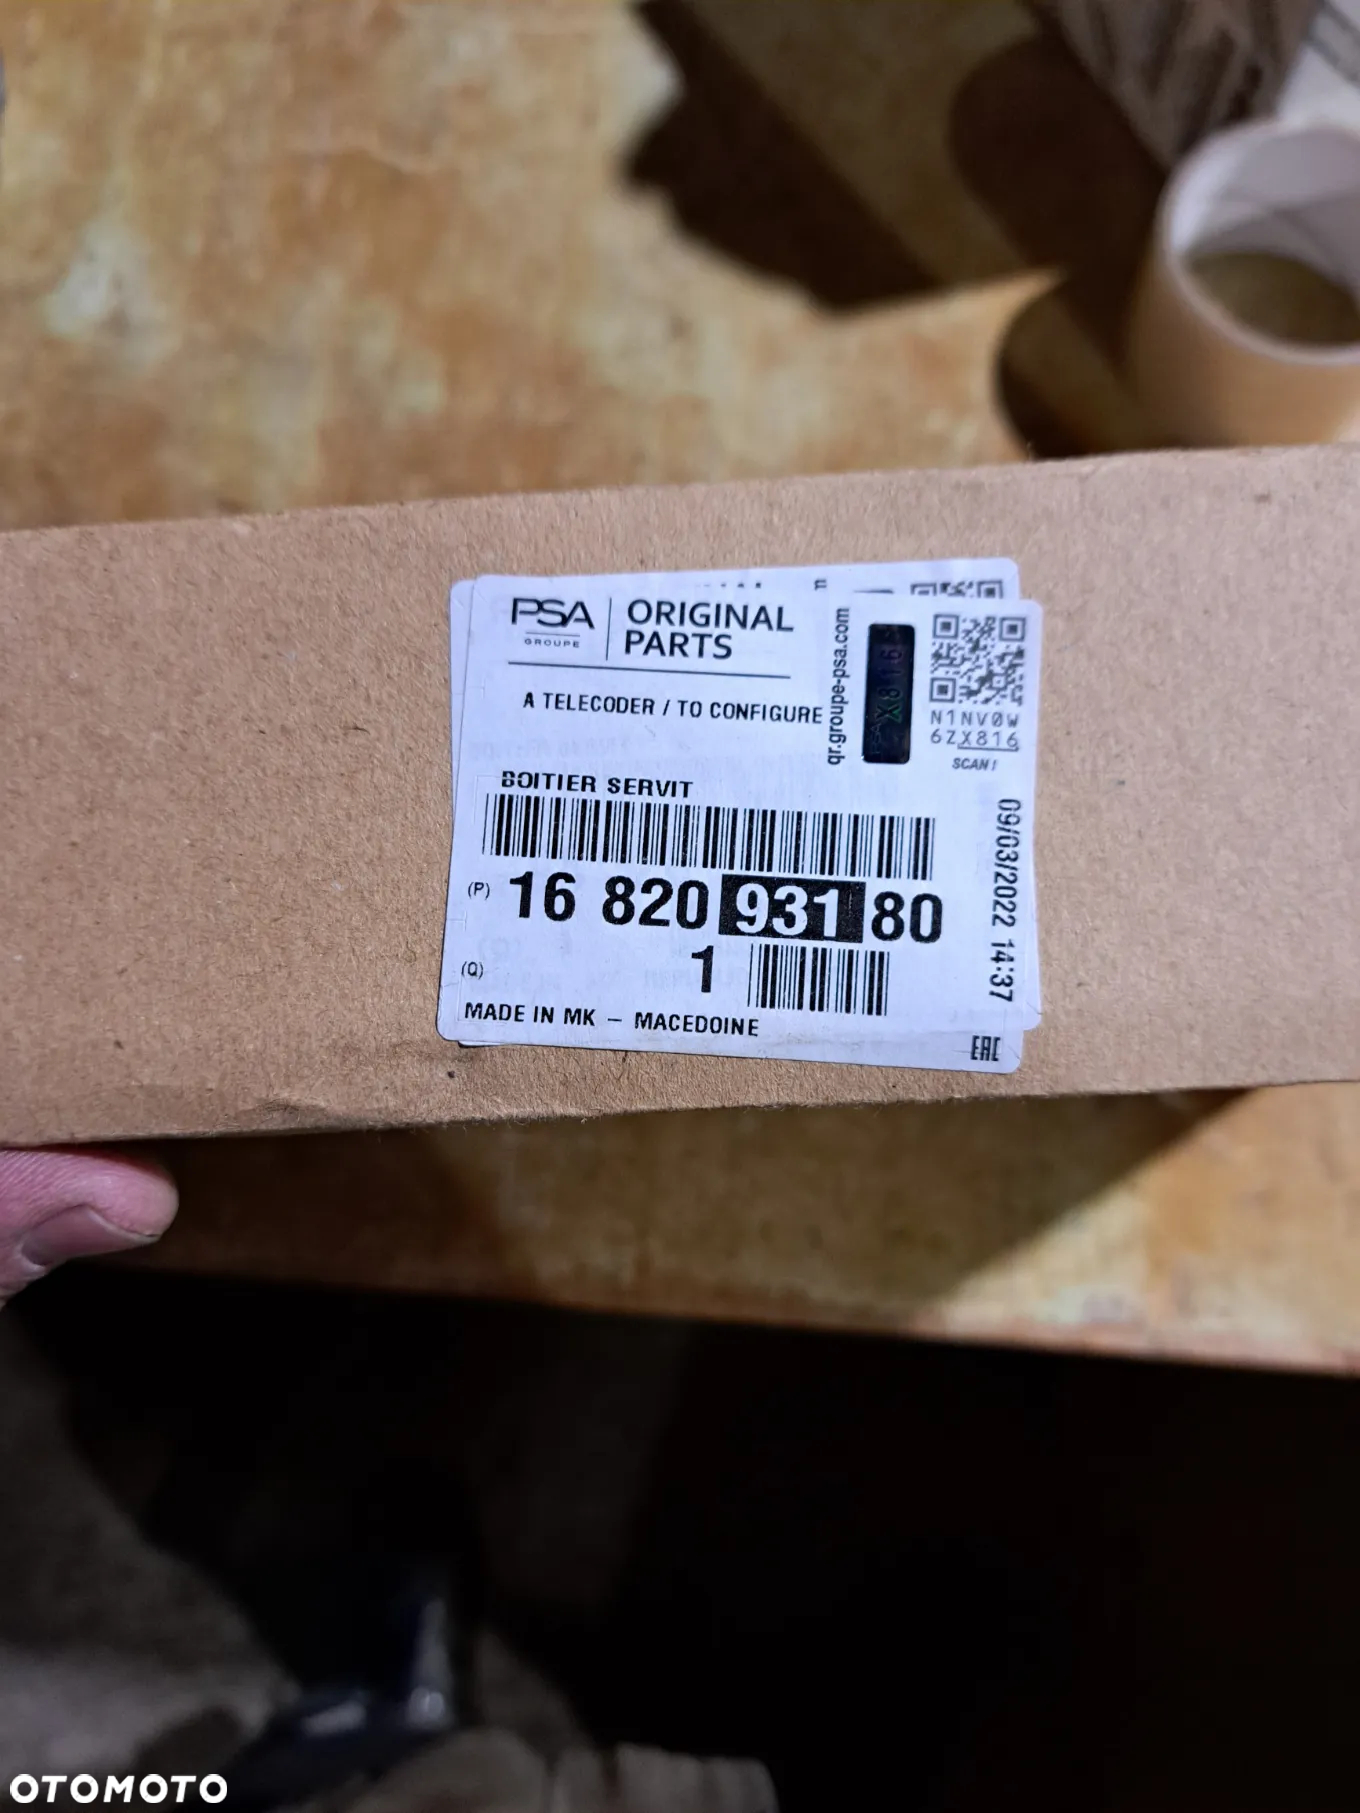 PSA
GROUPE
ORIGINAL
PARTS
A TELECODER / TO CONFIGURE
qr.groupe-psa.com
X816
N1NV0W
6ZX816
SCAN!
BOITIER SERVIT
(P) 16 820 931 80
(Q) 1
09/03/2022 14:37
MADE IN MK - MACEDOINE
EAC
OTOMOTO